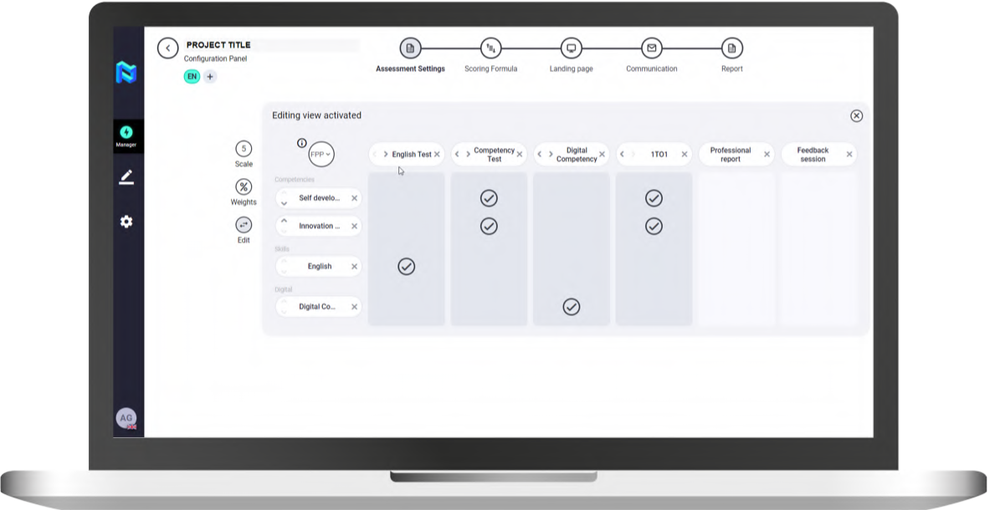 PROJECT TITLE
Configuration Panel
EN +
Assessment Settings
Scoring Formula
Landing page
Communication
Report
Manager
Editing view activated
5
Scale
%
Weights
Edit
FPP
English Test
Competency
Test
Digital
Competency
1TO1
Professional
report
Feedback
session
Competencies
Self develo...
Innovation ...
Skills
English
Digital
Digital Co...
AG